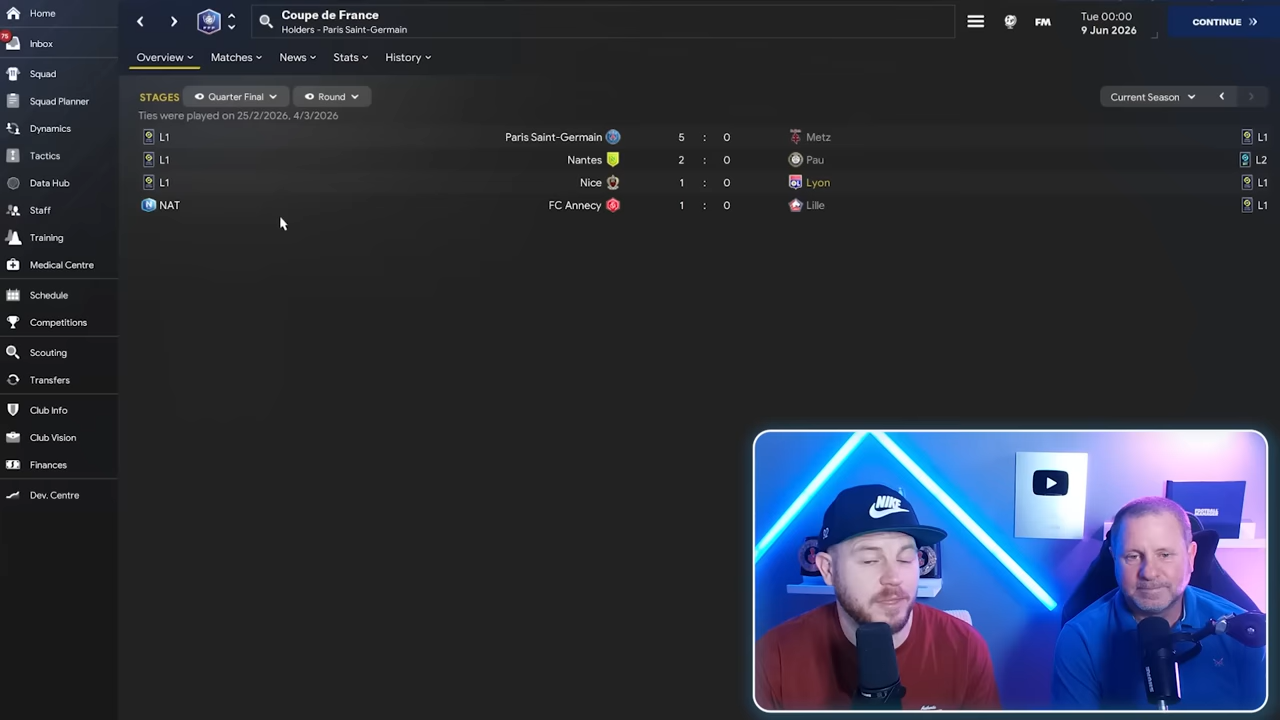 Home
Coupe de France
Holders - Paris Saint-Germain
FM
Tue 00:00
9 Jun 2026
CONTINUE
75
Inbox
Overview
Matches
News
Stats
History
Squad
Squad Planner
Dynamics
Tactics
Data Hub
Staff
Training
Medical Centre
Schedule
Competitions
Scouting
Transfers
Club Info
Club Vision
Finances
Dev. Centre
STAGES Quarter Final Round Current Season
Ties were played on 25/2/2026, 4/3/2026
L1 Paris Saint-Germain 5 : 0 Metz L1
L1 Nantes 2 : 0 Pau L2
L1 Nice 1 : 0 Lyon L1
NAT FC Annecy 1 : 0 Lille L1
NIKE
FOOTBALL
MANAGER